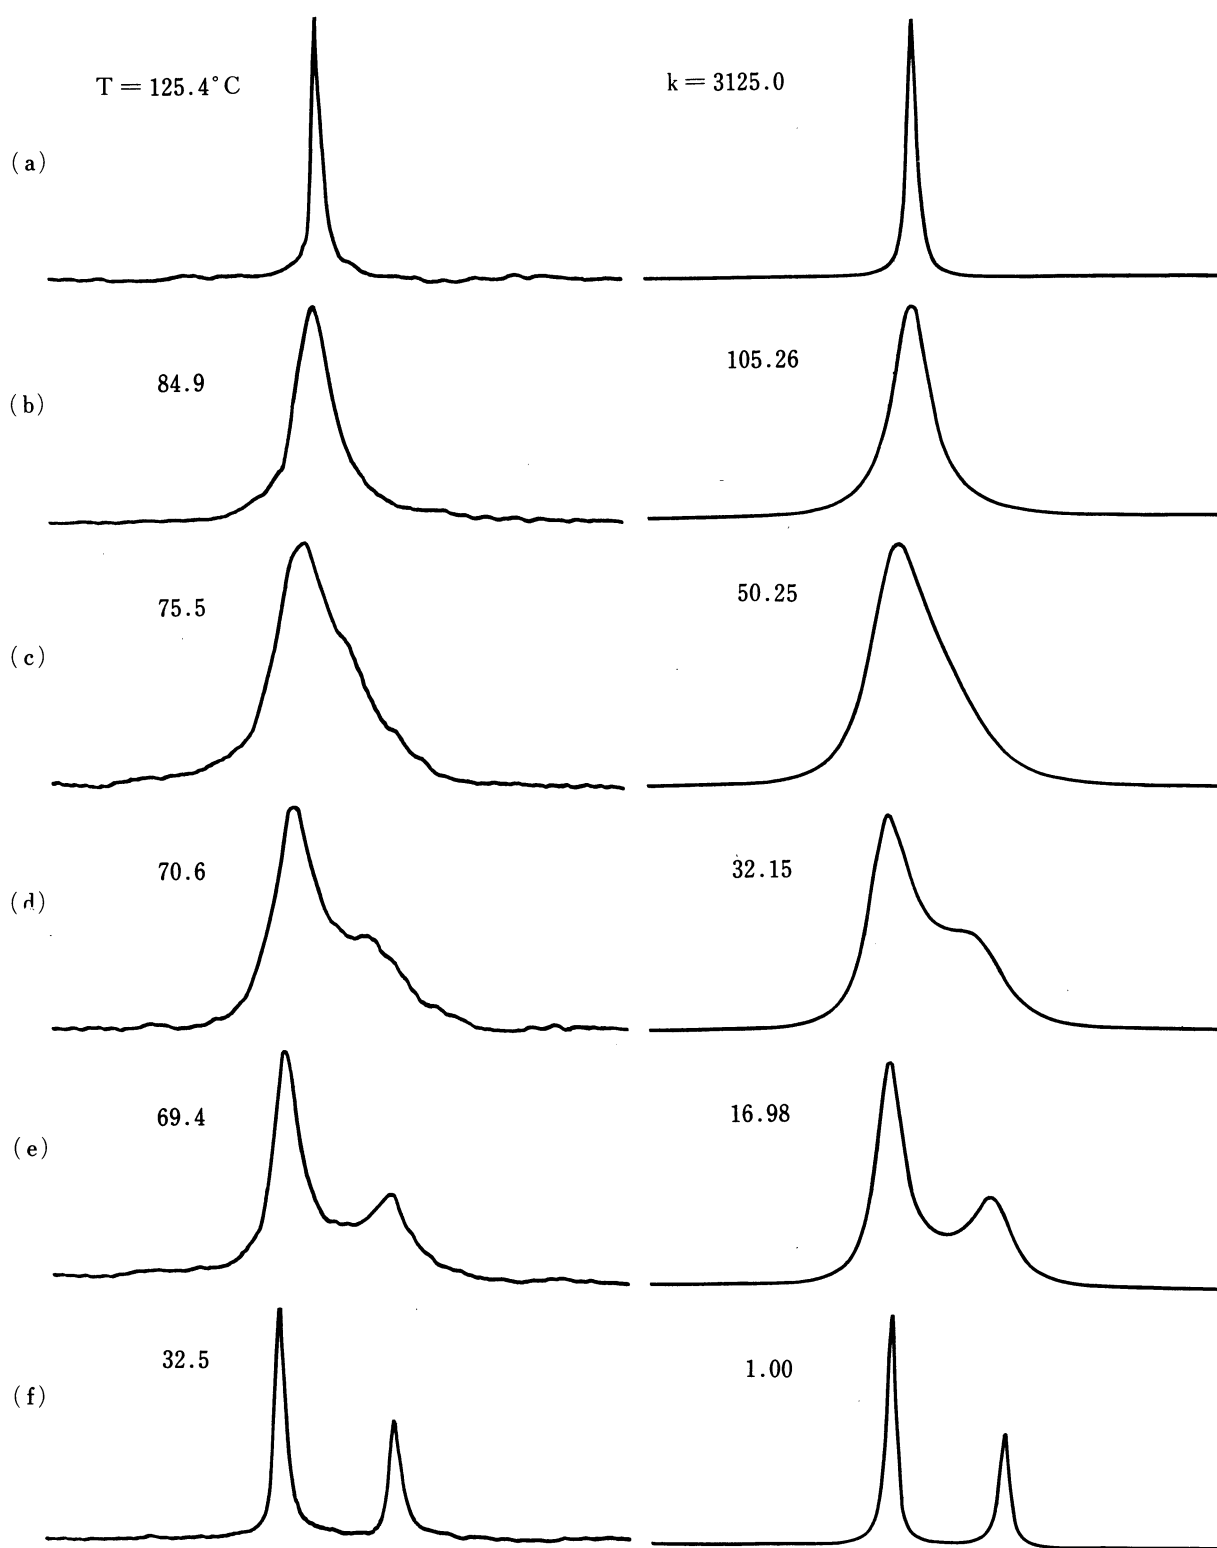 T = 125.4°C
k = 3125.0
(a)
84.9
105.26
(b)
75.5
50.25
(c)
70.6
32.15
(d)
69.4
16.98
(e)
32.5
1.00
(f)